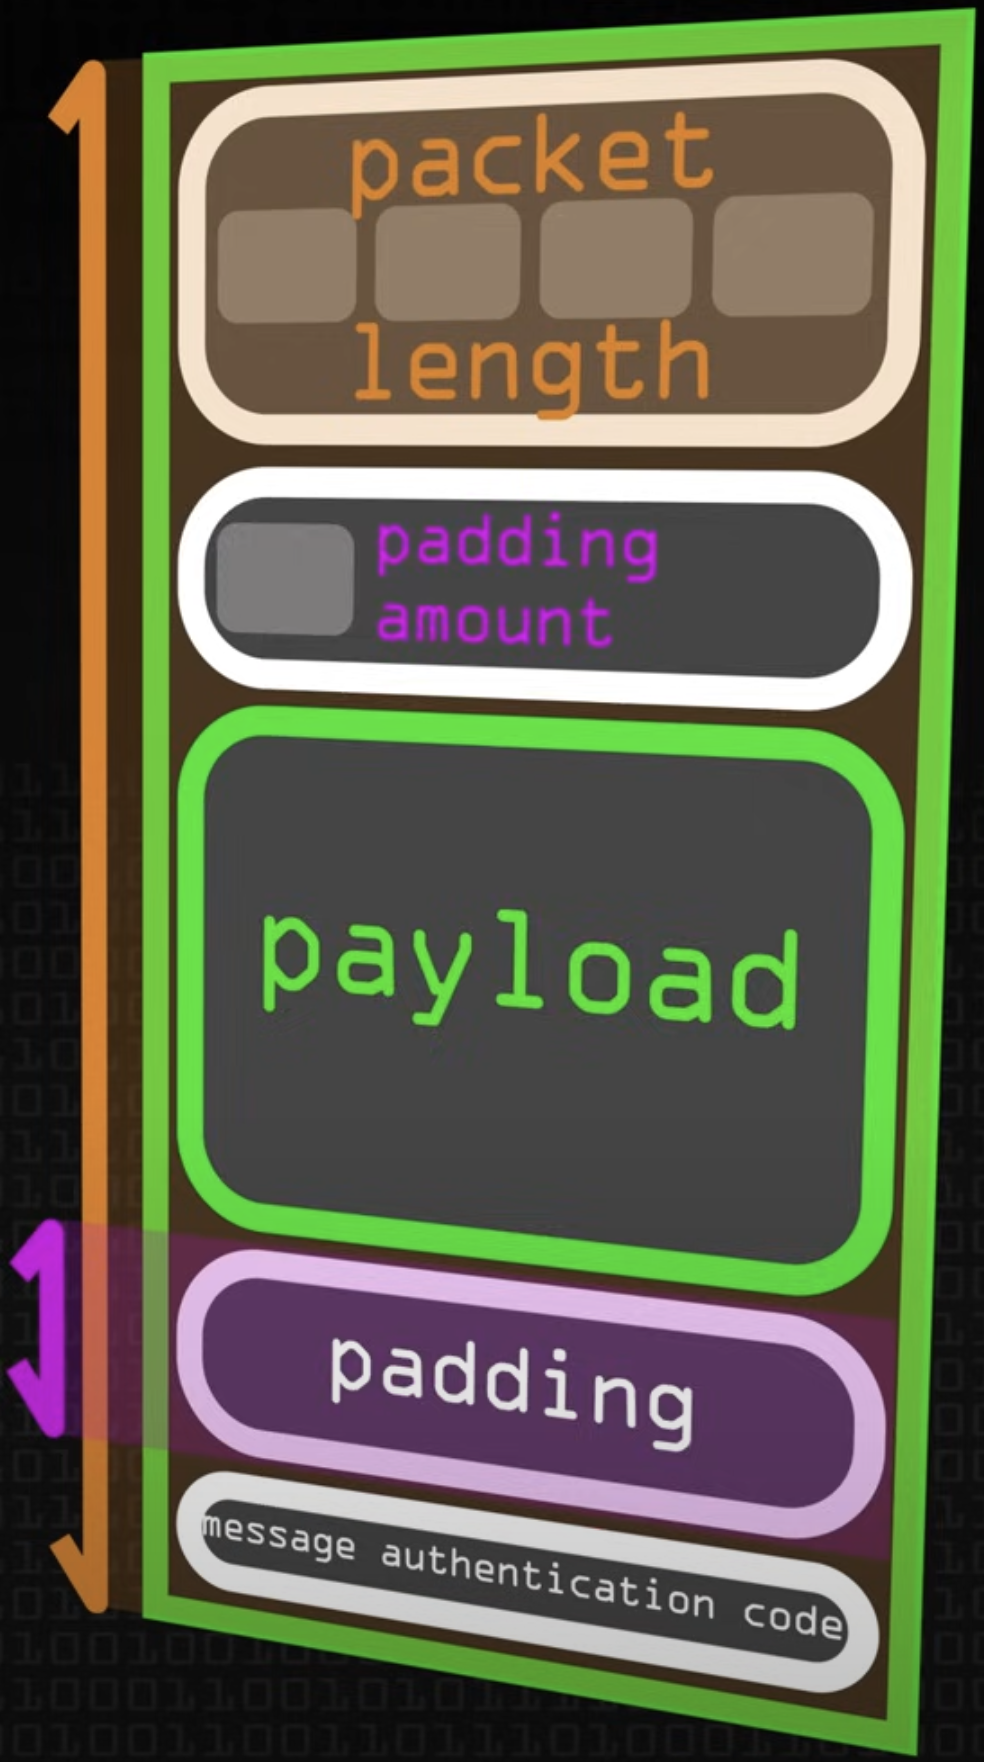 packet
length
padding
amount
payload
padding
message authentication code